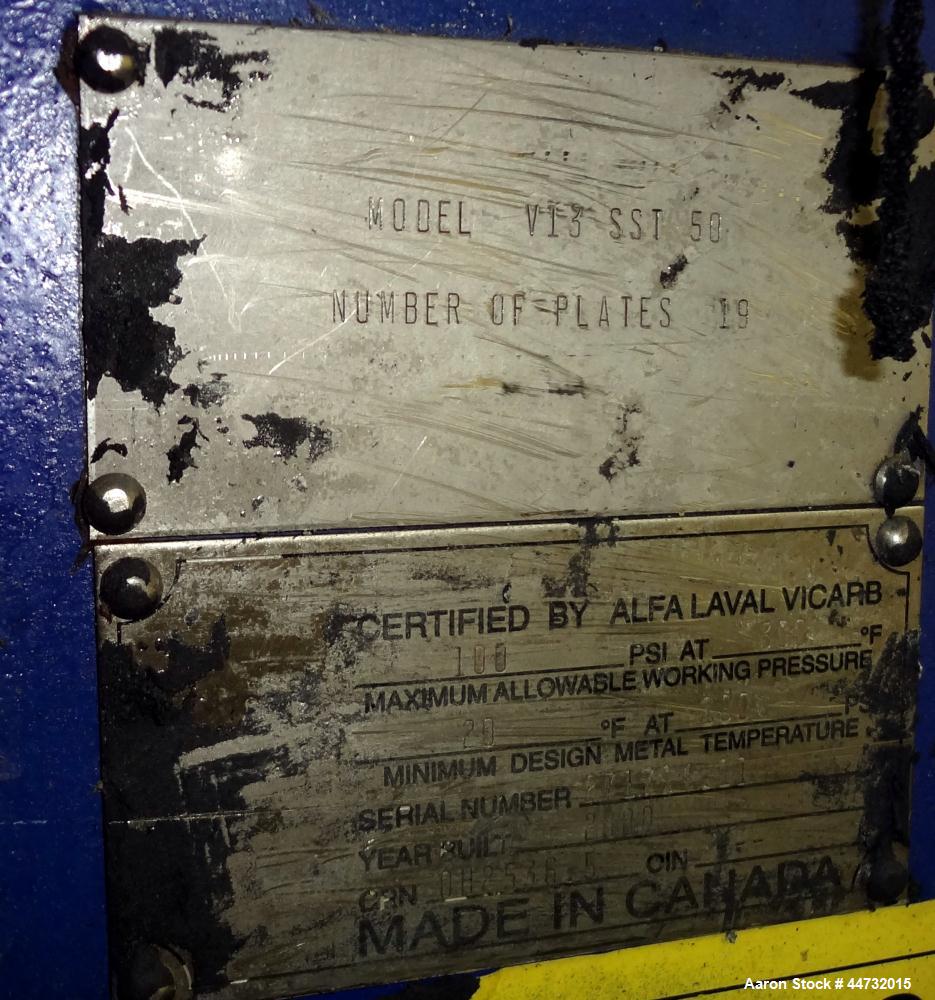 MODEL V13 SST 50
NUMBER OF PLATES 19
CERTIFIED BY ALFA LAVAL VICARB
100 PSI AT °F
MAXIMUM ALLOWABLE WORKING PRESSURE
20 °F AT
MINIMUM DESIGN METAL TEMPERATURE
SERIAL NUMBER
YEAR BUILT
CRN CIN
MADE IN CANADA
Aaron Stock # 44732015